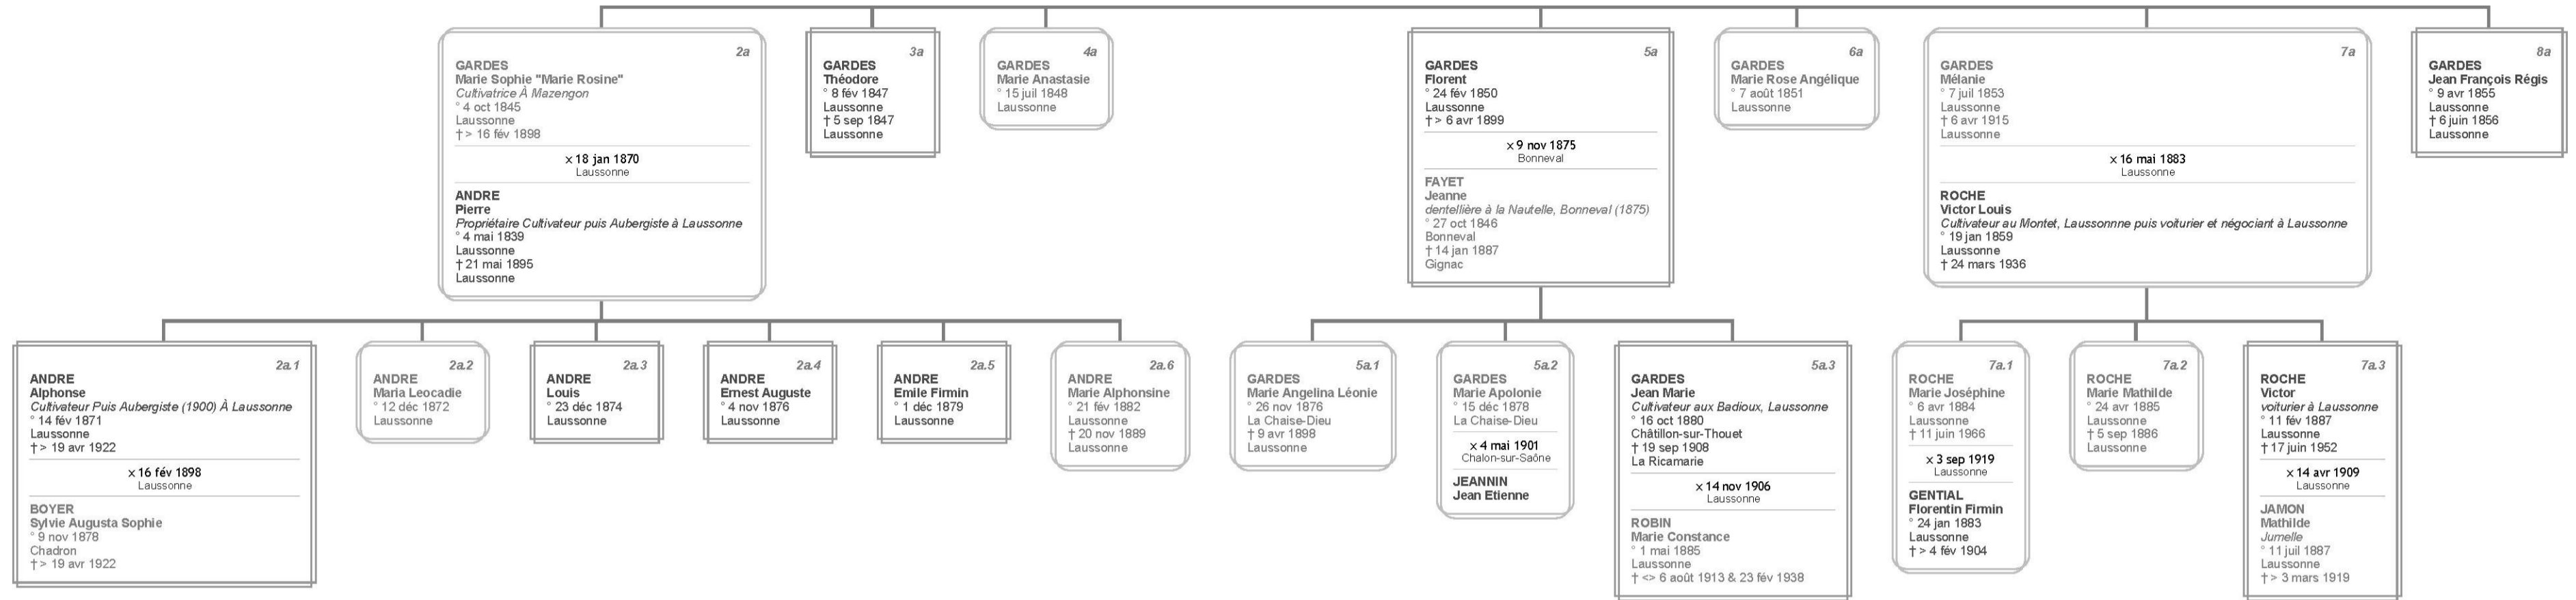 2a
GARDES
Marie Sophie "Marie Rosine"
Cultivatrice À Mazengon
° 4 oct 1845
Laussonne
†> 16 fév 1898
x 18 jan 1870
Laussonne
ANDRE
Pierre
Propriétaire Cultivateur puis Aubergiste à Laussonne
° 4 mai 1839
Laussonne
† 21 mai 1895
Laussonne
3a
GARDES
Théodore
° 8 fév 1847
Laussonne
† 5 sep 1847
Laussonne
4a
GARDES
Marie Anastasie
° 15 juil 1848
Laussonne
5a
GARDES
Florent
° 24 fév 1850
Laussonne
†> 6 avr 1899
x 9 nov 1875
Bonneval
FAYET
Jeanne
dentellière à la Nautelle, Bonneval (1875)
° 27 oct 1846
Bonneval
† 14 jan 1887
Gignac
6a
GARDES
Marie Rose Angélique
° 7 août 1851
Laussonne
7a
GARDES
Mélanie
° 7 juil 1853
Laussonne
† 6 avr 1915
Laussonne
x 16 mai 1883
Laussonne
ROCHE
Victor Louis
Cultivateur au Montet, Laussonnne puis voiturier et négociant à Laussonne
° 19 jan 1859
Laussonne
† 24 mars 1936
8a
GARDES
Jean François Régis
° 9 avr 1855
Laussonne
† 6 juin 1856
Laussonne
2a.1
ANDRE
Alphonse
Cultivateur Puis Aubergiste (1900) À Laussonne
° 14 fév 1871
Laussonne
†> 19 avr 1922
x 16 fév 1898
Laussonne
BOYER
Sylvie Augusta Sophie
° 9 nov 1878
Chadron
†> 19 avr 1922
2a.2
ANDRE
Maria Leocadie
° 12 déc 1872
Laussonne
2a.3
ANDRE
Louis
° 23 déc 1874
Laussonne
2a.4
ANDRE
Ernest Auguste
° 4 nov 1876
Laussonne
2a.5
ANDRE
Emile Firmin
° 1 déc 1879
Laussonne
2a.6
ANDRE
Marie Alphonsine
° 21 fév 1882
Laussonne
† 20 nov 1889
Laussonne
5a.1
GARDES
Marie Angelina Léonie
° 26 nov 1876
La Chaise-Dieu
† 9 avr 1898
Laussonne
5a.2
GARDES
Marie Apolonie
° 15 déc 1878
La Chaise-Dieu
x 4 mai 1901
Chalon-sur-Saône
JEANNIN
Jean Etienne
5a.3
GARDES
Jean Marie
Cultivateur aux Badioux, Laussonne
° 16 oct 1880
Châtillon-sur-Thouet
† 19 sep 1908
La Ricamarie
x 14 nov 1906
Laussonne
ROBIN
Marie Constance
° 1 mai 1885
Laussonne
† <> 6 août 1913 & 23 fév 1938
7a.1
ROCHE
Marie Joséphine
° 6 avr 1884
Laussonne
† 11 juin 1966
x 3 sep 1919
Laussonne
GENTIAL
Florentin Firmin
° 24 jan 1883
Laussonne
†> 4 fév 1904
7a.2
ROCHE
Marie Mathilde
° 24 avr 1885
Laussonne
† 5 sep 1886
Laussonne
7a.3
ROCHE
Victor
voiturier à Laussonne
° 11 fév 1887
Laussonne
† 17 juin 1952
x 14 avr 1909
Laussonne
JAMON
Mathilde
Jumelle
° 11 juil 1887
Laussonne
†> 3 mars 1919